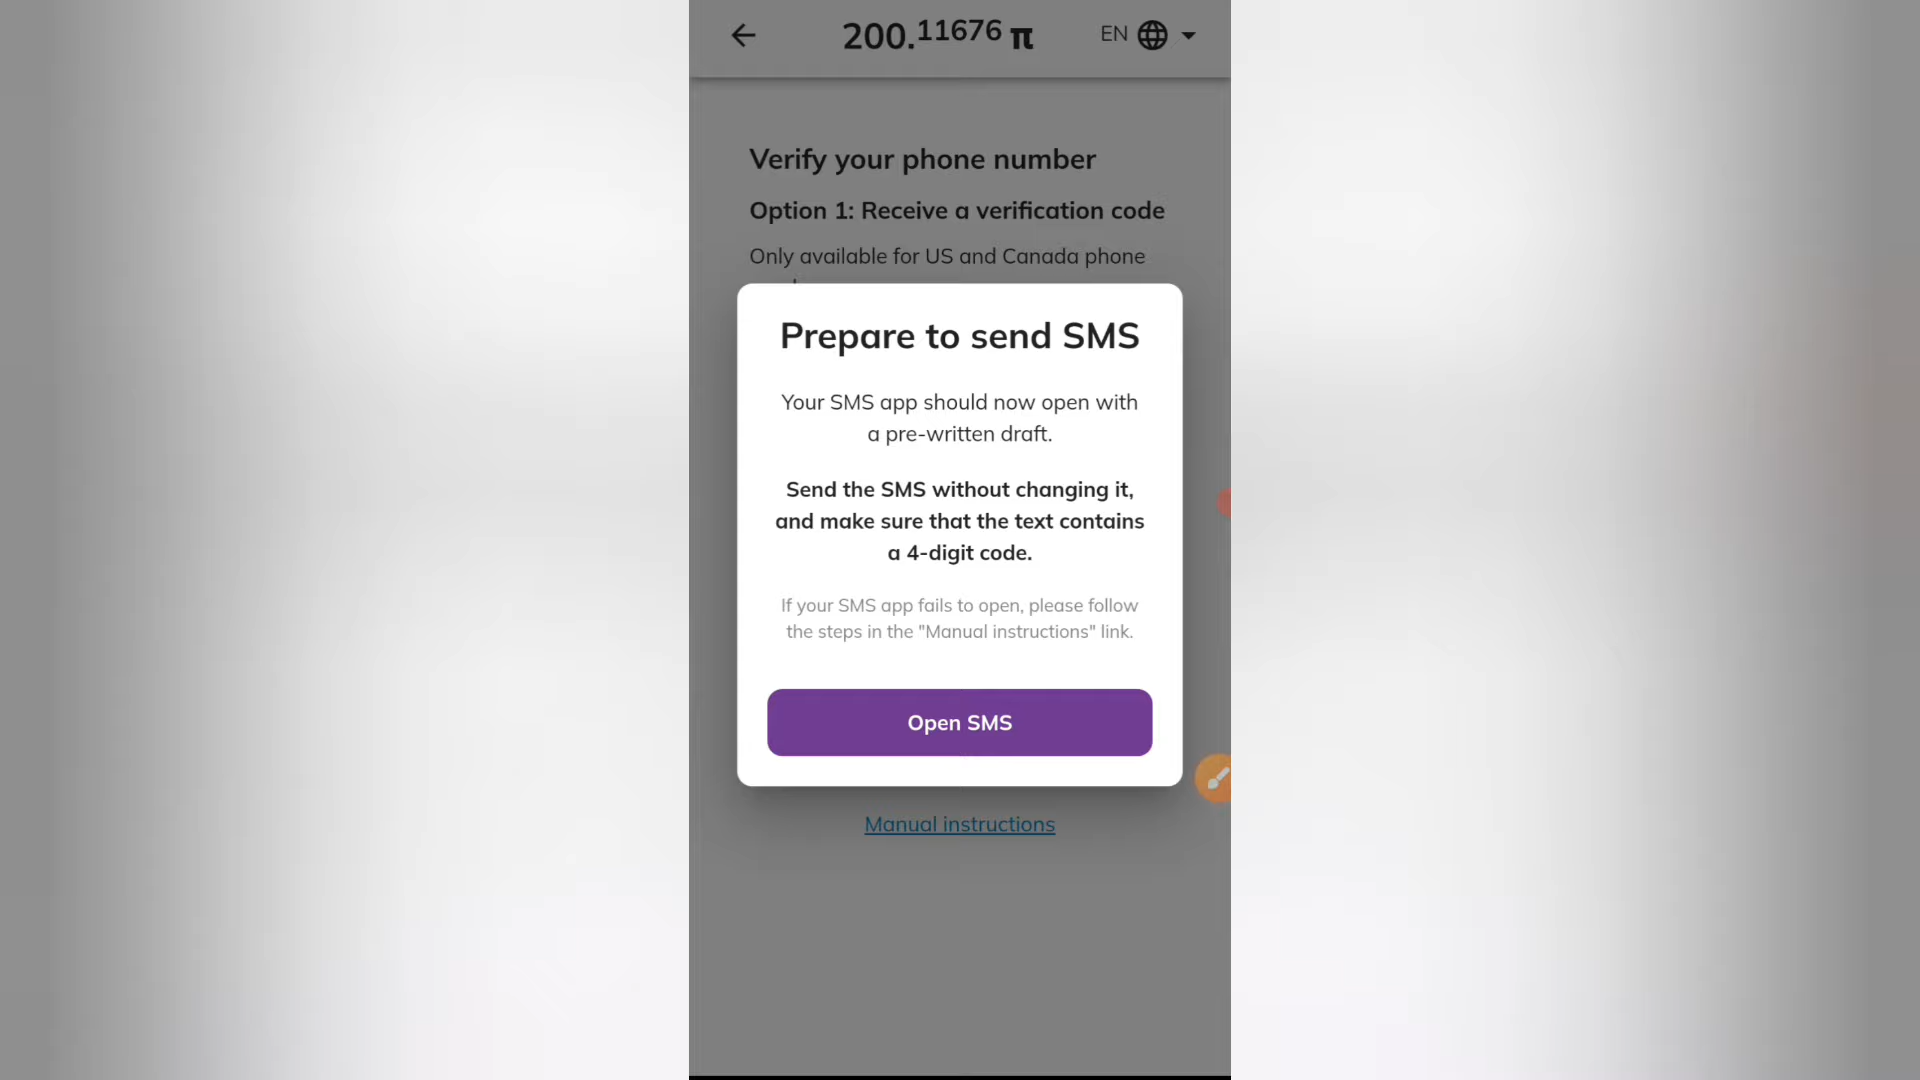 200.11676 π
EN
Verify your phone number
Option 1: Receive a verification code
Only available for US and Canada phone
Prepare to send SMS
Your SMS app should now open with
a pre-written draft.
Send the SMS without changing it,
and make sure that the text contains
a 4-digit code.
If your SMS app fails to open, please follow
the steps in the "Manual instructions" link.
Open SMS
Manual instructions